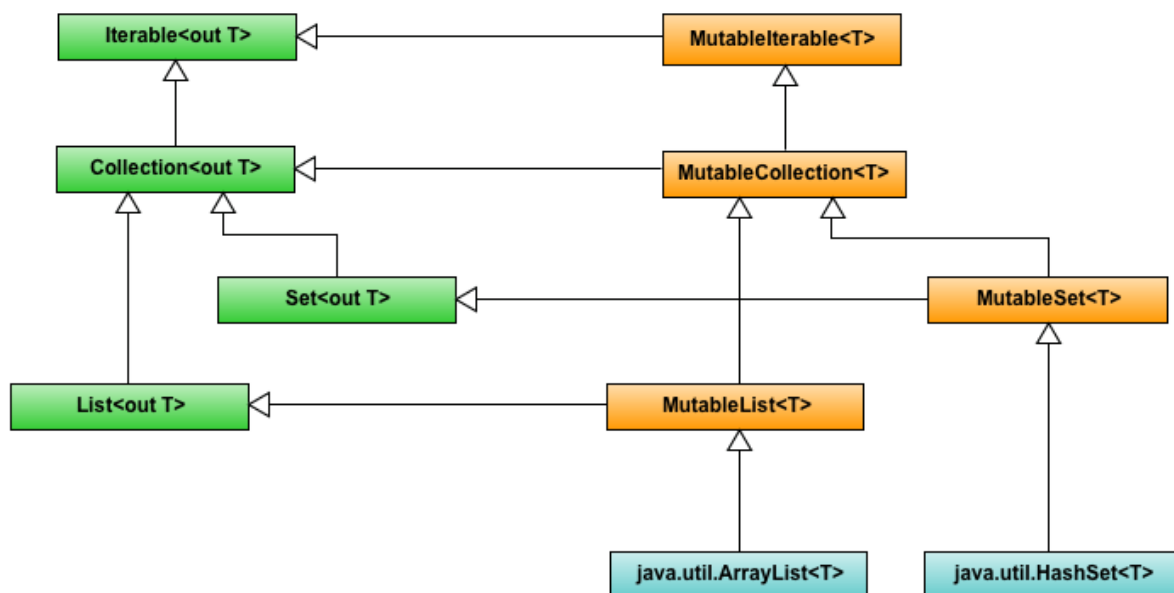 Iterable<out T>
MutableIterable<T>
Collection<out T>
MutableCollection<T>
Set<out T>
MutableSet<T>
List<out T>
MutableList<T>
java.util.ArrayList<T>
java.util.HashSet<T>